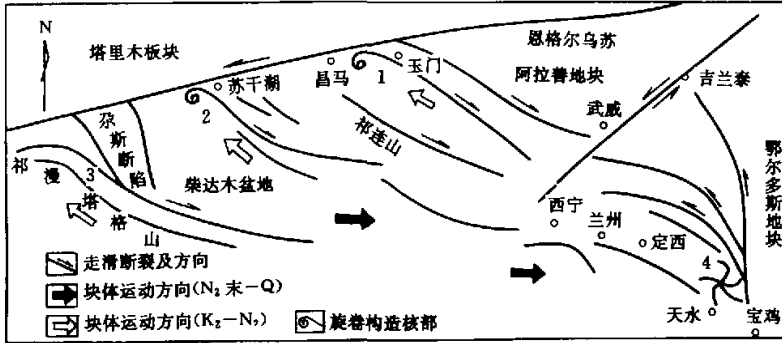 N
塔里木板块
恩格尔乌苏
阿拉善地块
吉兰泰
玉门
昌马
1
苏干湖
2
武威
尕斯断陷
祁连山
鄂尔多斯地块
祁漫塔格山
3
柴达木盆地
西宁
兰州
定西
4
天水
宝鸡
走滑断裂及方向
块体运动方向(N₂末-Q)
块体运动方向(K₂-N₂)
旋卷构造核部